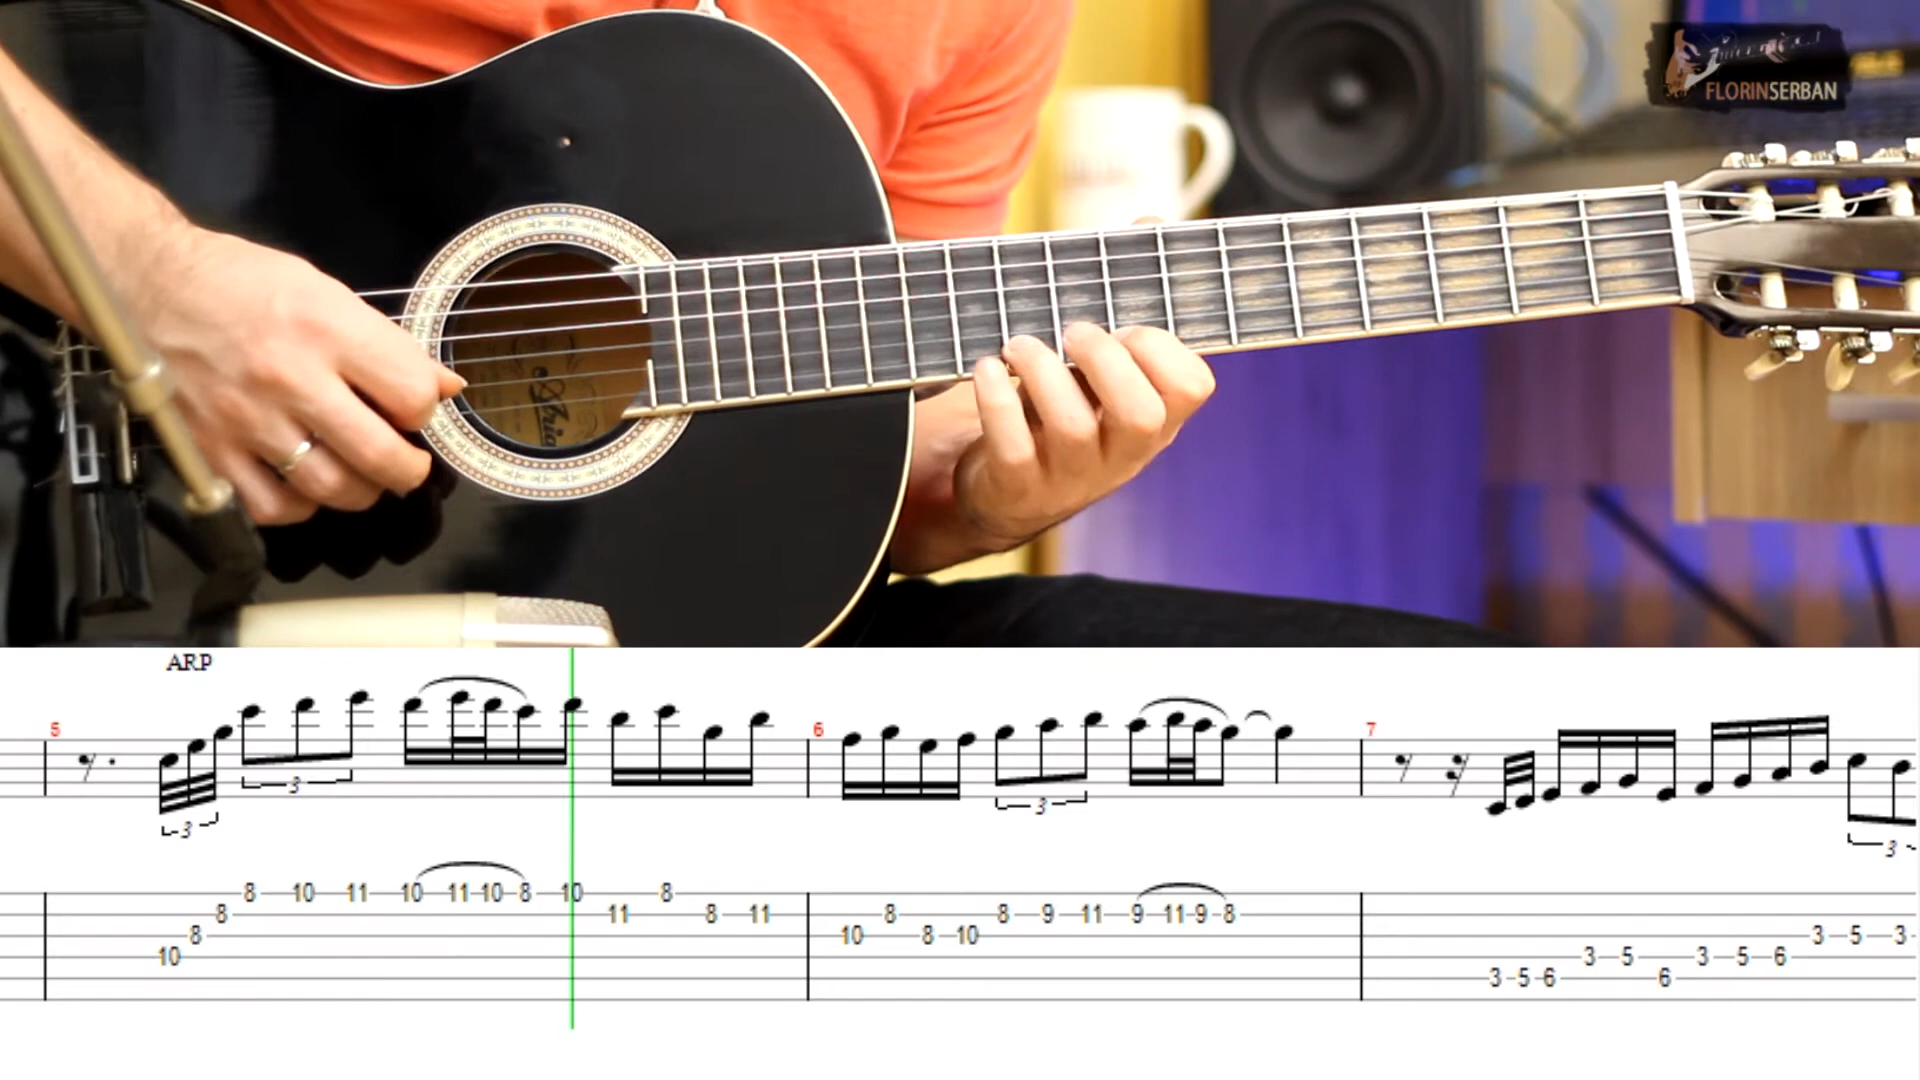 FLORINSERBAN
Aria
ARP
5 6 7
3 3 3 3
8 10 11 10 11 10 8 10 8
8 11 8 11 8 8 9 11 9 11 9 8
8 10 8 10 3 5 3
10 3 5 3 5 6
3 5 6 6